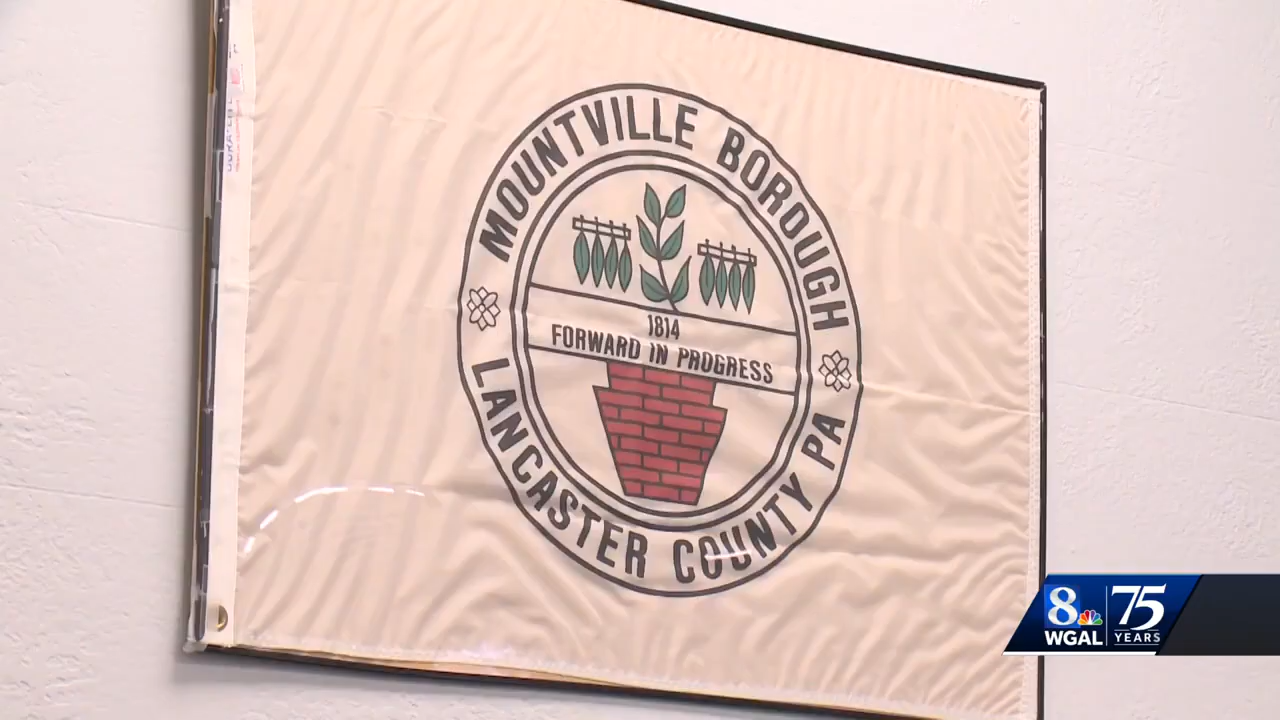 MOUNTVILLE BOROUGH
1814
FORWARD IN PROGRESS
LANCASTER COUNTY PA
8
WGAL
75
YEARS